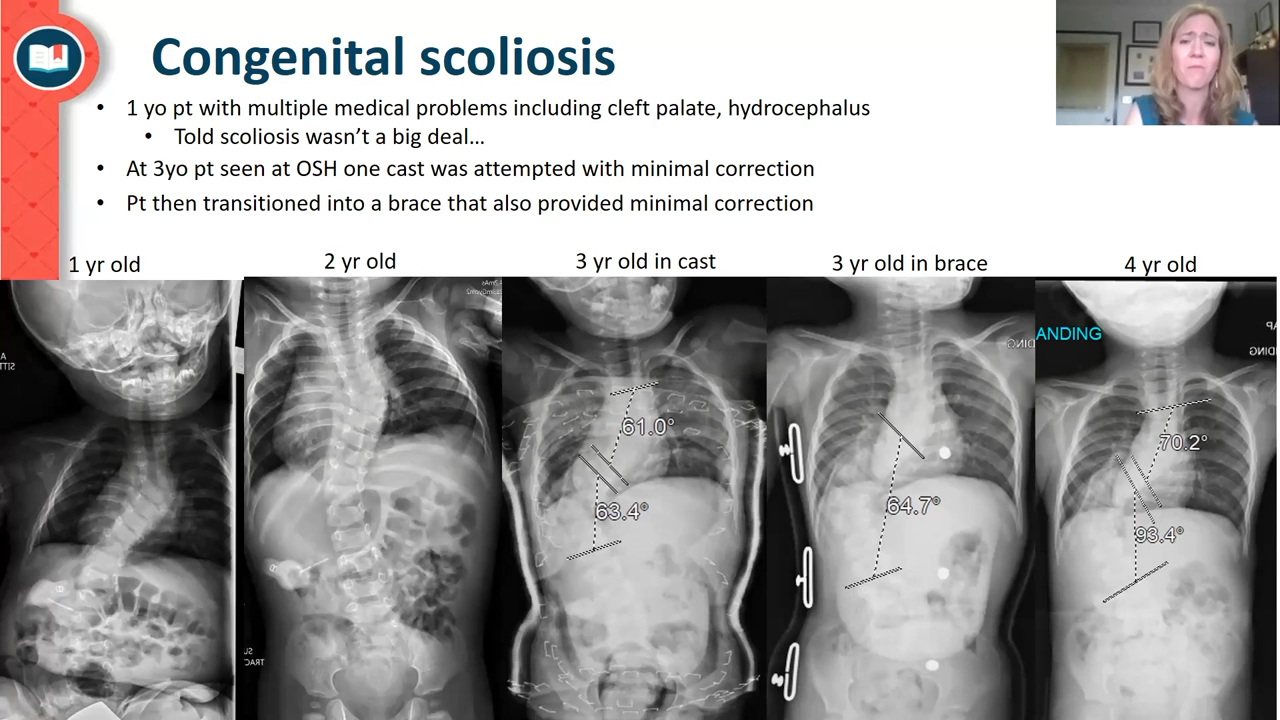 Congenital scoliosis
• 1 yo pt with multiple medical problems including cleft palate, hydrocephalus
• Told scoliosis wasn't a big deal…
• At 3yo pt seen at OSH one cast was attempted with minimal correction
• Pt then transitioned into a brace that also provided minimal correction
1 yr old
2 yr old
3 yr old in cast
3 yr old in brace
4 yr old
ANDING
61.0°
63.4°
64.7°
70.2°
93.4°